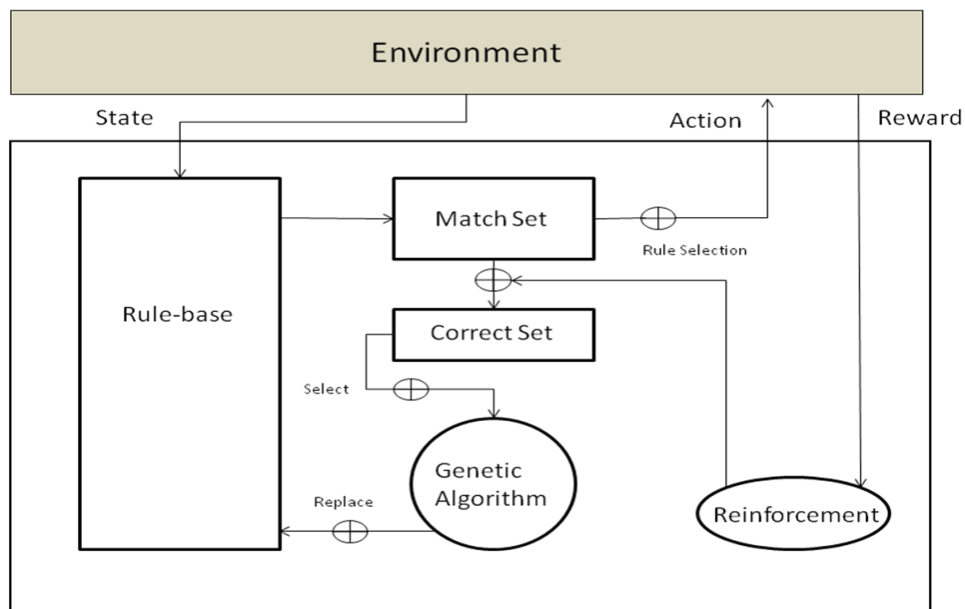 Environment
State
Action
Reward
Match Set
Rule Selection
Rule-base
Correct Set
Select
Genetic
Algorithm
Replace
Reinforcement